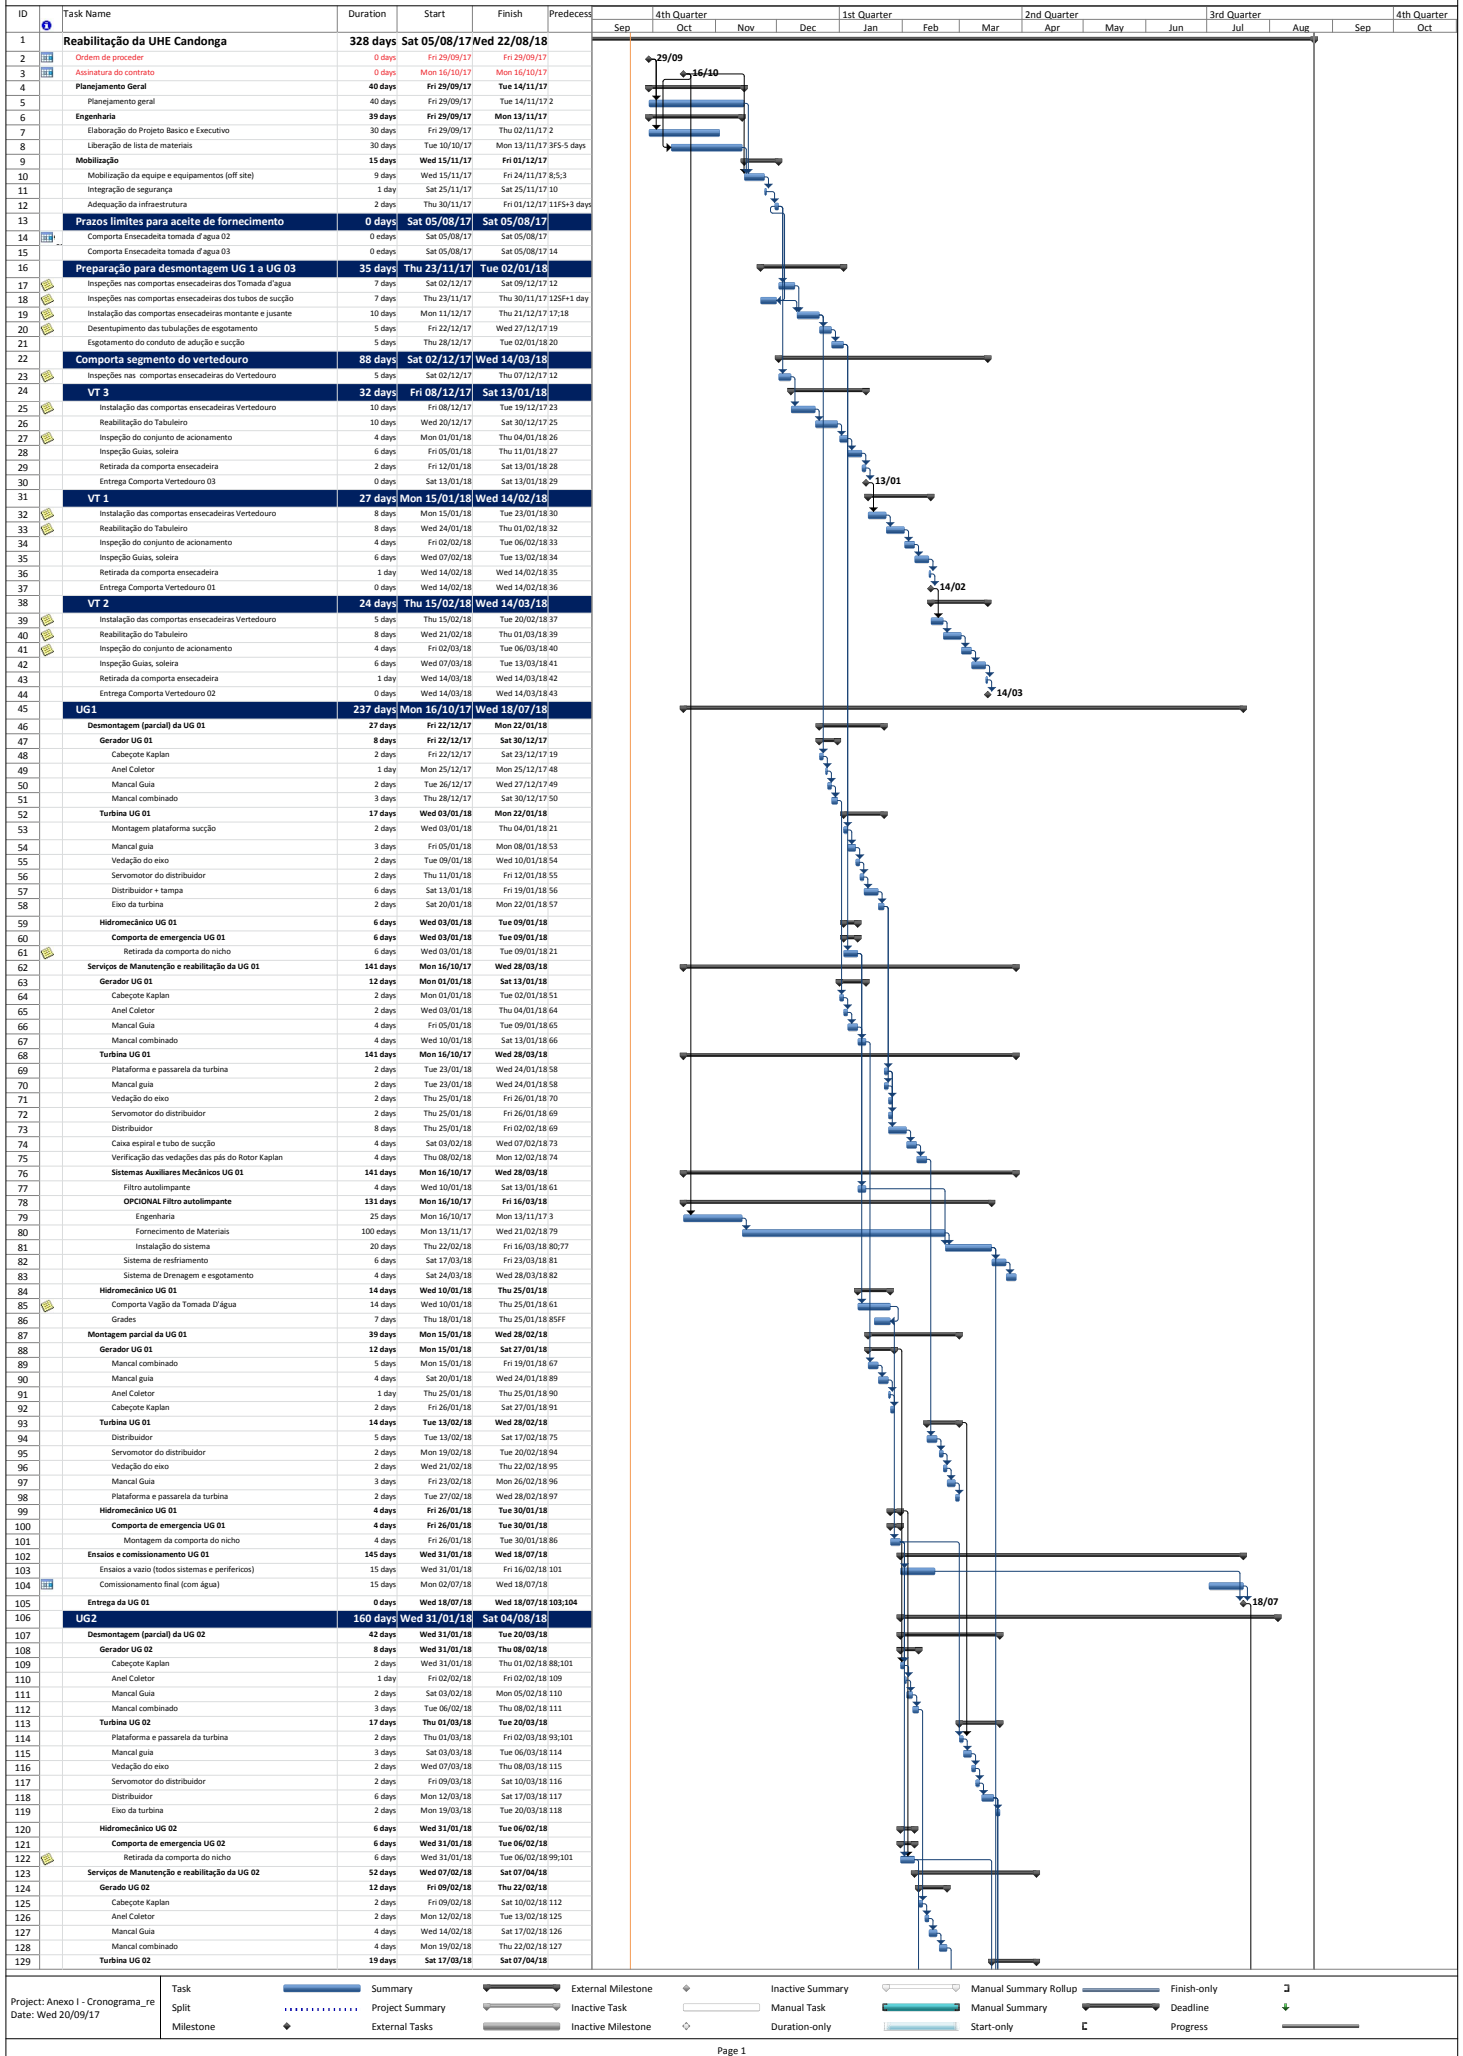 ID Task Name Duration Start Finish Predecess 4th Quarter 1st Quarter 2nd Quarter 3rd Quarter 4th Quarter
Sep Oct Nov Dec Jan Feb Mar Apr May Jun Jul Aug Sep Oct
1 Reabilitação da UHE Candonga 328 days Sat 05/08/17 Wed 22/08/18
2 Ordem de proceder 0 days Fri 29/09/17 Fri 29/09/17 29/09
3 Assinatura do contrato 0 days Mon 16/10/17 Mon 16/10/17 16/10
4 Planejamento Geral 40 days Fri 29/09/17 Tue 14/11/17
5 Planejamento geral 40 days Fri 29/09/17 Tue 14/11/17 2
6 Engenharia 39 days Fri 29/09/17 Mon 13/11/17
7 Elaboração do Projeto Basico e Executivo 30 days Fri 29/09/17 Thu 02/11/17 2
8 Liberação de lista de materiais 30 days Tue 10/10/17 Mon 13/11/17 3FS-5 days
9 Mobilização 15 days Wed 15/11/17 Fri 01/12/17
10 Mobilização da equipe e equipamentos (off site) 9 days Wed 15/11/17 Fri 24/11/17 8;5;3
11 Integração de segurança 1 day Sat 25/11/17 Sat 25/11/17 10
12 Adequação da infraestrutura 2 days Thu 30/11/17 Fri 01/12/17 11FS+3 days
13 Prazos limites para aceite de fornecimento 0 days Sat 05/08/17 Sat 05/08/17
14 Comporta Ensecadeita tomada d'agua 02 0 edays Sat 05/08/17 Sat 05/08/17
15 Comporta Ensecadeita tomada d'agua 03 0 edays Sat 05/08/17 Sat 05/08/17 14
16 Preparação para desmontagem UG 1 a UG 03 35 days Thu 23/11/17 Tue 02/01/18
17 Inspeções nas comportas ensecadeiras dos Tomada d'agua 7 days Sat 02/12/17 Sat 09/12/17 12
18 Inspeções nas comportas ensecadeiras dos tubos de sucção 7 days Thu 23/11/17 Thu 30/11/17 12SF+1 day
19 Instalação das comportas ensecadeiras montante e jusante 10 days Mon 11/12/17 Thu 21/12/17 17;18
20 Desentupimento das tubulações de esgotamento 5 days Fri 22/12/17 Wed 27/12/17 19
21 Esgotamento do conduto de adução e sucção 5 days Thu 28/12/17 Tue 02/01/18 20
22 Comporta segmento do vertedouro 88 days Sat 02/12/17 Wed 14/03/18
23 Inspeções nas comportas ensecadeiras do Vertedouro 5 days Sat 02/12/17 Thu 07/12/17 12
24 VT 3 32 days Fri 08/12/17 Sat 13/01/18
25 Instalação das comportas ensecadeiras Vertedouro 10 days Fri 08/12/17 Tue 19/12/17 23
26 Reabilitação do Tabuleiro 10 days Wed 20/12/17 Sat 30/12/17 25
27 Inspeção do conjunto de acionamento 4 days Mon 01/01/18 Thu 04/01/18 26
28 Inspeção Guias, soleira 6 days Fri 05/01/18 Thu 11/01/18 27
29 Retirada da comporta ensecadeira 2 days Fri 12/01/18 Sat 13/01/18 28
30 Entrega Comporta Vertedouro 03 0 days Sat 13/01/18 Sat 13/01/18 29 13/01
31 VT 1 27 days Mon 15/01/18 Wed 14/02/18
32 Instalação das comportas ensecadeiras Vertedouro 8 days Mon 15/01/18 Tue 23/01/18 30
33 Reabilitação do Tabuleiro 8 days Wed 24/01/18 Thu 01/02/18 32
34 Inspeção do conjunto de acionamento 4 days Fri 02/02/18 Tue 06/02/18 33
35 Inspeção Guias, soleira 6 days Wed 07/02/18 Tue 13/02/18 34
36 Retirada da comporta ensecadeira 1 day Wed 14/02/18 Wed 14/02/18 35
37 Entrega Comporta Vertedouro 01 0 days Wed 14/02/18 Wed 14/02/18 36 14/02
38 VT 2 24 days Thu 15/02/18 Wed 14/03/18
39 Instalação das comportas ensecadeiras Vertedouro 5 days Thu 15/02/18 Tue 20/02/18 37
40 Reabilitação do Tabuleiro 8 days Wed 21/02/18 Thu 01/03/18 39
41 Inspeção do conjunto de acionamento 4 days Fri 02/03/18 Tue 06/03/18 40
42 Inspeção Guias, soleira 6 days Wed 07/03/18 Tue 13/03/18 41
43 Retirada da comporta ensecadeira 1 day Wed 14/03/18 Wed 14/03/18 42
44 Entrega Comporta Vertedouro 02 0 days Wed 14/03/18 Wed 14/03/18 43 14/03
45 UG1 237 days Mon 16/10/17 Wed 18/07/18
46 Desmontagem (parcial) da UG 01 27 days Fri 22/12/17 Mon 22/01/18
47 Gerador UG 01 8 days Fri 22/12/17 Sat 30/12/17
48 Cabeçote Kaplan 2 days Fri 22/12/17 Sat 23/12/17 19
49 Anel Coletor 1 day Mon 25/12/17 Mon 25/12/17 48
50 Mancal Guia 2 days Tue 26/12/17 Wed 27/12/17 49
51 Mancal combinado 3 days Thu 28/12/17 Sat 30/12/17 50
52 Turbina UG 01 17 days Wed 03/01/18 Mon 22/01/18
53 Montagem plataforma sucção 2 days Wed 03/01/18 Thu 04/01/18 21
54 Mancal guia 3 days Fri 05/01/18 Mon 08/01/18 53
55 Vedação do eixo 2 days Tue 09/01/18 Wed 10/01/18 54
56 Servomotor do distribuidor 2 days Thu 11/01/18 Fri 12/01/18 55
57 Distribuidor + tampa 6 days Sat 13/01/18 Fri 19/01/18 56
58 Eixo da turbina 2 days Sat 20/01/18 Mon 22/01/18 57
59 Hidromecânico UG 01 6 days Wed 03/01/18 Tue 09/01/18
60 Comporta de emergencia UG 01 6 days Wed 03/01/18 Tue 09/01/18
61 Retirada da comporta do nicho 6 days Wed 03/01/18 Tue 09/01/18 21
62 Serviços de Manutenção e reabilitação da UG 01 141 days Mon 16/10/17 Wed 28/03/18
63 Gerador UG 01 12 days Mon 01/01/18 Sat 13/01/18
64 Cabeçote Kaplan 2 days Mon 01/01/18 Tue 02/01/18 51
65 Anel Coletor 2 days Wed 03/01/18 Thu 04/01/18 64
66 Mancal Guia 4 days Fri 05/01/18 Tue 09/01/18 65
67 Mancal combinado 4 days Wed 10/01/18 Sat 13/01/18 66
68 Turbina UG 01 141 days Mon 16/10/17 Wed 28/03/18
69 Plataforma e passarela da turbina 2 days Tue 23/01/18 Wed 24/01/18 58
70 Mancal guia 2 days Tue 23/01/18 Wed 24/01/18 58
71 Vedação do eixo 2 days Thu 25/01/18 Fri 26/01/18 70
72 Servomotor do distribuidor 2 days Thu 25/01/18 Fri 26/01/18 69
73 Distribuidor 8 days Thu 25/01/18 Fri 02/02/18 69
74 Caixa espiral e tubo de sucção 4 days Sat 03/02/18 Wed 07/02/18 73
75 Verificação das vedações das pás do Rotor Kaplan 4 days Thu 08/02/18 Mon 12/02/18 74
76 Sistemas Auxiliares Mecânicos UG 01 141 days Mon 16/10/17 Wed 28/03/18
77 Filtro autolimpante 4 days Wed 10/01/18 Sat 13/01/18 61
78 OPCIONAL Filtro autolimpante 131 days Mon 16/10/17 Fri 16/03/18
79 Engenharia 25 days Mon 16/10/17 Mon 13/11/17 3
80 Fornecimento de Materiais 100 edays Mon 13/11/17 Wed 21/02/18 79
81 Instalação do sistema 20 days Thu 22/02/18 Fri 16/03/18 80;77
82 Sistema de resfriamento 6 days Sat 17/03/18 Fri 23/03/18 81
83 Sistema de Drenagem e esgotamento 4 days Sat 24/03/18 Wed 28/03/18 82
84 Hidromecânico UG 01 14 days Wed 10/01/18 Thu 25/01/18
85 Comporta Vagão da Tomada D'água 14 days Wed 10/01/18 Thu 25/01/18 61
86 Grades 7 days Thu 18/01/18 Thu 25/01/18 85FF
87 Montagem parcial da UG 01 39 days Mon 15/01/18 Wed 28/02/18
88 Gerador UG 01 12 days Mon 15/01/18 Sat 27/01/18
89 Mancal combinado 5 days Mon 15/01/18 Fri 19/01/18 67
90 Mancal guia 4 days Sat 20/01/18 Wed 24/01/18 89
91 Anel Coletor 1 day Thu 25/01/18 Thu 25/01/18 90
92 Cabeçote Kaplan 2 days Fri 26/01/18 Sat 27/01/18 91
93 Turbina UG 01 14 days Tue 13/02/18 Wed 28/02/18
94 Distribuidor 5 days Tue 13/02/18 Sat 17/02/18 75
95 Servomotor do distribuidor 2 days Mon 19/02/18 Tue 20/02/18 94
96 Vedação do eixo 2 days Wed 21/02/18 Thu 22/02/18 95
97 Mancal Guia 3 days Fri 23/02/18 Mon 26/02/18 96
98 Plataforma e passarela da turbina 2 days Tue 27/02/18 Wed 28/02/18 97
99 Hidromecânico UG 01 4 days Fri 26/01/18 Tue 30/01/18
100 Comporta de emergencia UG 01 4 days Fri 26/01/18 Tue 30/01/18
101 Montagem da comporta do nicho 4 days Fri 26/01/18 Tue 30/01/18 86
102 Ensaios e comissionamento UG 01 145 days Wed 31/01/18 Wed 18/07/18
103 Ensaios a vazio (todos sistemas e perifericos) 15 days Wed 31/01/18 Fri 16/02/18 101
104 Comissionamento final (com água) 15 days Mon 02/07/18 Wed 18/07/18
105 Entrega da UG 01 0 days Wed 18/07/18 Wed 18/07/18 103;104 18/07
106 UG2 160 days Wed 31/01/18 Sat 04/08/18
107 Desmontagem (parcial) da UG 02 42 days Wed 31/01/18 Tue 20/03/18
108 Gerador UG 02 8 days Wed 31/01/18 Thu 08/02/18
109 Cabeçote Kaplan 2 days Wed 31/01/18 Thu 01/02/18 88;101
110 Anel Coletor 1 day Fri 02/02/18 Fri 02/02/18 109
111 Mancal Guia 2 days Sat 03/02/18 Mon 05/02/18 110
112 Mancal combinado 3 days Tue 06/02/18 Thu 08/02/18 111
113 Turbina UG 02 17 days Thu 01/03/18 Tue 20/03/18
114 Plataforma e passarela da turbina 2 days Thu 01/03/18 Fri 02/03/18 93;101
115 Mancal guia 3 days Sat 03/03/18 Tue 06/03/18 114
116 Vedação do eixo 2 days Wed 07/03/18 Thu 08/03/18 115
117 Servomotor do distribuidor 2 days Fri 09/03/18 Sat 10/03/18 116
118 Distribuidor 6 days Mon 12/03/18 Sat 17/03/18 117
119 Eixo da turbina 2 days Mon 19/03/18 Tue 20/03/18 118
120 Hidromecânico UG 02 6 days Wed 31/01/18 Tue 06/02/18
121 Comporta de emergencia UG 02 6 days Wed 31/01/18 Tue 06/02/18
122 Retirada da comporta do nicho 6 days Wed 31/01/18 Tue 06/02/18 99;101
123 Serviços de Manutenção e reabilitação da UG 02 52 days Wed 07/02/18 Sat 07/04/18
124 Gerado UG 02 12 days Fri 09/02/18 Thu 22/02/18
125 Cabeçote Kaplan 2 days Fri 09/02/18 Sat 10/02/18 112
126 Anel Coletor 2 days Mon 12/02/18 Tue 13/02/18 125
127 Mancal Guia 4 days Wed 14/02/18 Sat 17/02/18 126
128 Mancal combinado 4 days Mon 19/02/18 Thu 22/02/18 127
129 Turbina UG 02 19 days Sat 17/03/18 Sat 07/04/18
Project: Anexo I - Cronograma_re
Date: Wed 20/09/17
Task Summary External Milestone Inactive Summary Manual Summary Rollup Finish-only
Split Project Summary Inactive Task Manual Task Manual Summary Deadline
Milestone External Tasks Inactive Milestone Duration-only Start-only Progress
Page 1